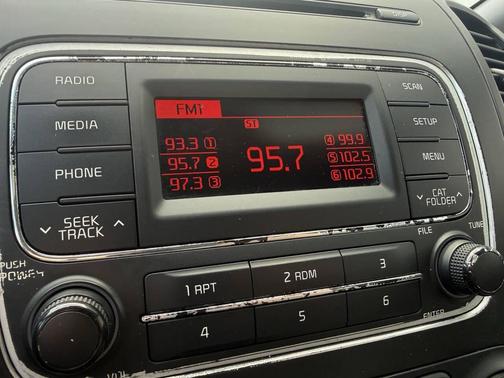 DISP
RADIO
MEDIA
PHONE
SEEK
TRACK
PUSH
POWER
VOL
FM1
ST
93.3 1
95.7 2
97.3 3
95.7
4 99.9
5 102.5
6 102.9
SCAN
SETUP
MENU
CAT
FOLDER
FILE
TUNE
ENTER
1 RPT
2 RDM
3
4
5
6